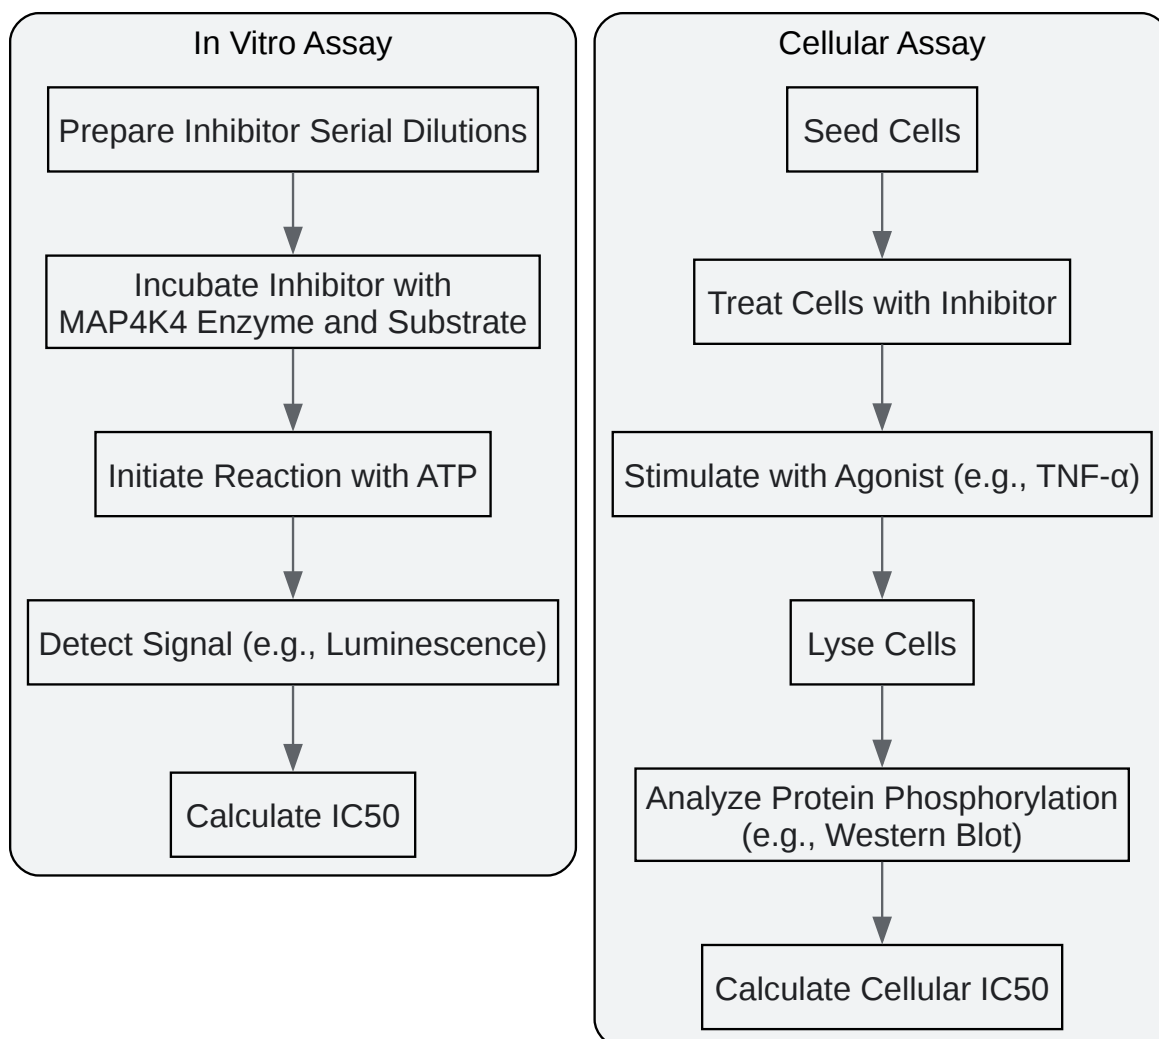 In Vitro Assay
Prepare Inhibitor Serial Dilutions
Incubate Inhibitor with
MAP4K4 Enzyme and Substrate
Initiate Reaction with ATP
Detect Signal (e.g., Luminescence)
Calculate IC50
Cellular Assay
Seed Cells
Treat Cells with Inhibitor
Stimulate with Agonist (e.g., TNF-α)
Lyse Cells
Analyze Protein Phosphorylation
(e.g., Western Blot)
Calculate Cellular IC50